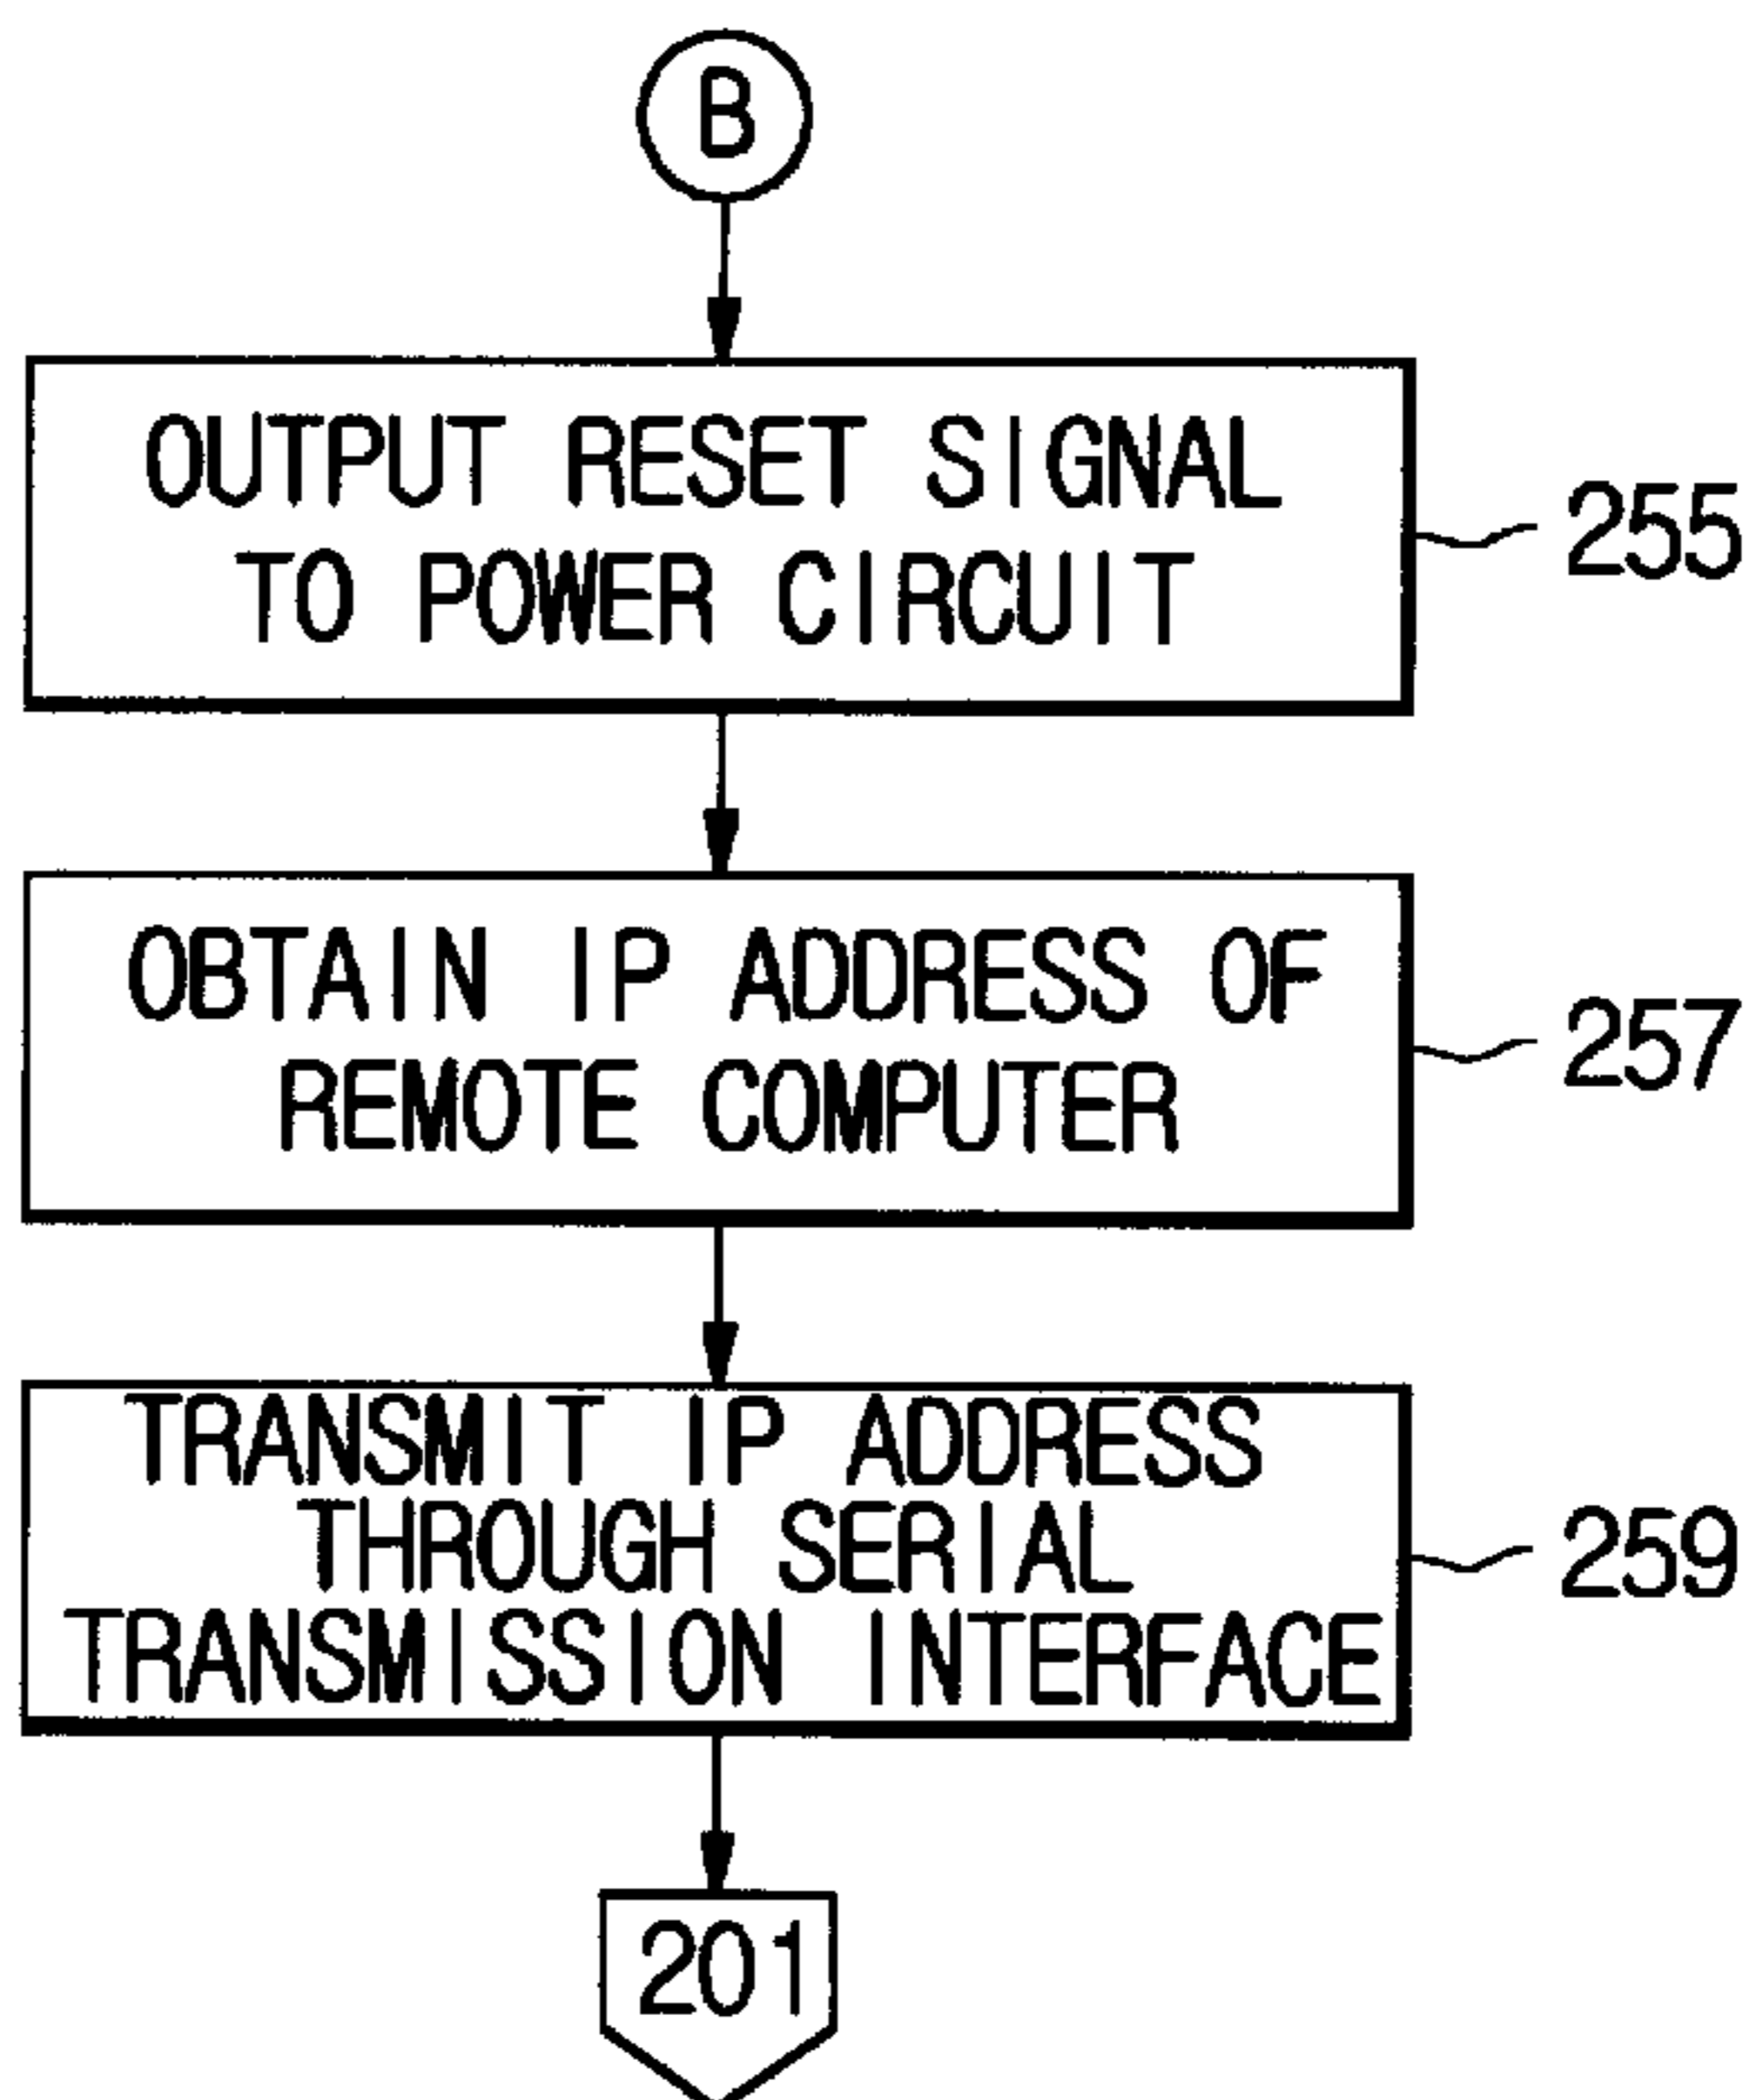 B
OUTPUT RESET SIGNAL
TO POWER CIRCUIT
255
OBTAIN IP ADDRESS OF
REMOTE COMPUTER
257
TRANSMIT IP ADDRESS
THROUGH SERIAL
TRANSMISSION INTERFACE
259
201